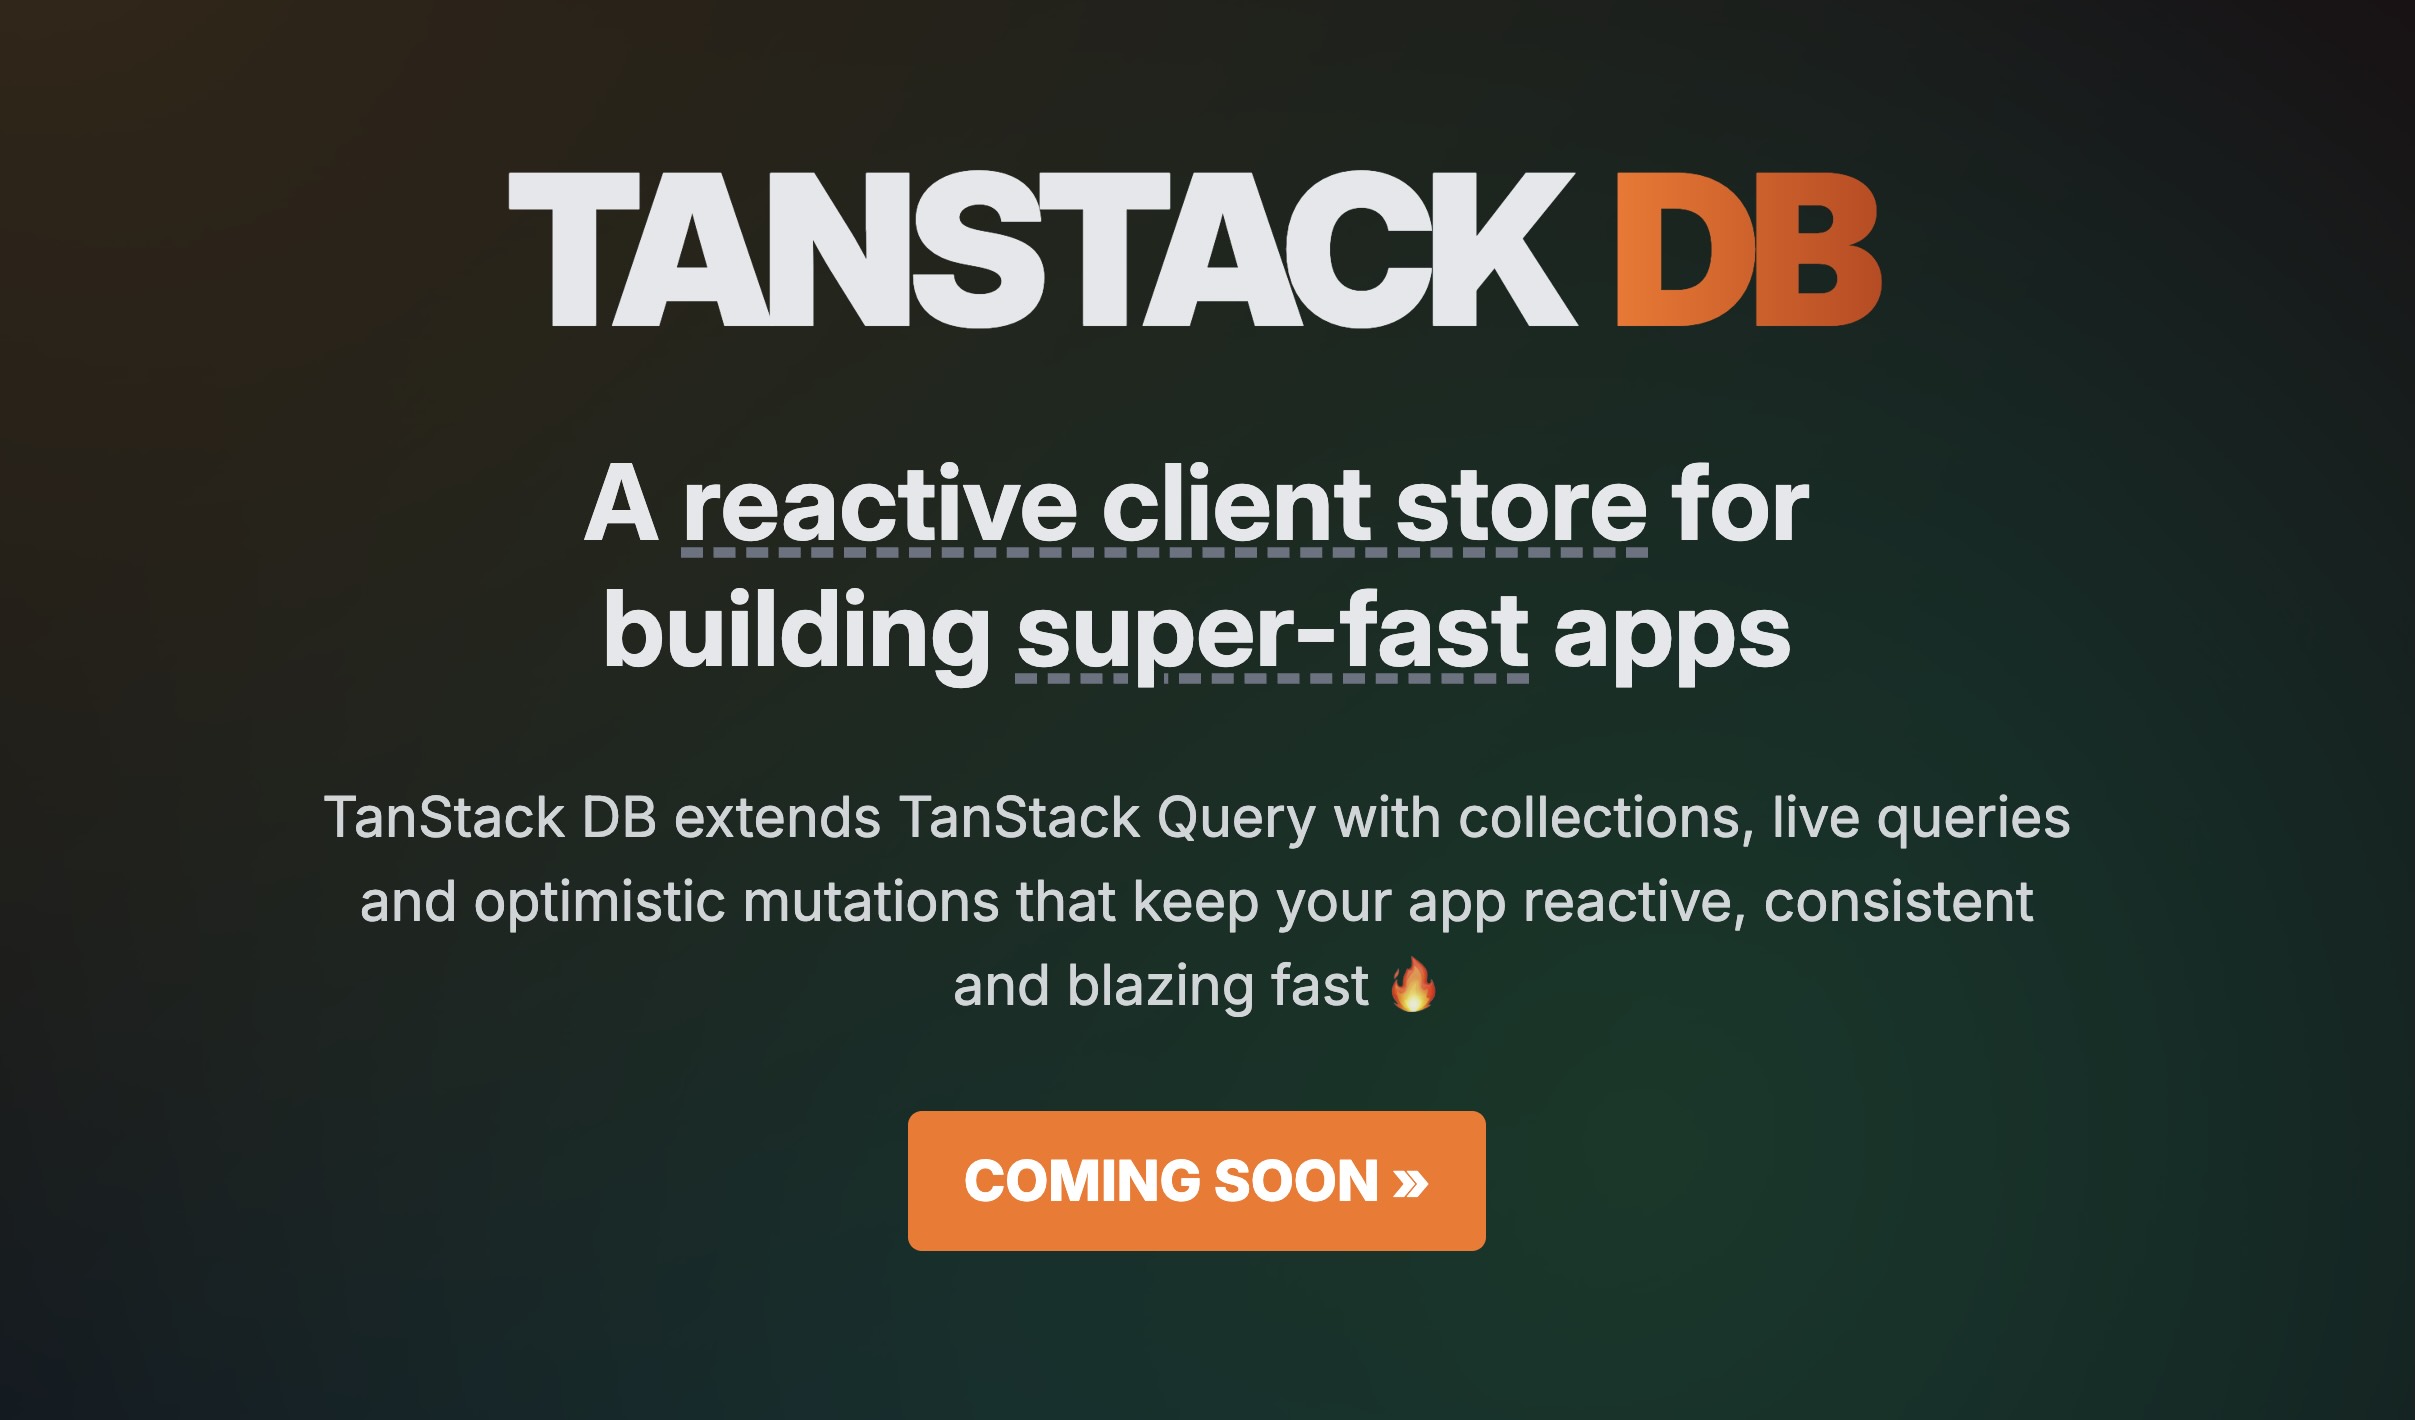 TANSTACK DB
A reactive client store for
building super-fast apps
TanStack DB extends TanStack Query with collections, live queries
and optimistic mutations that keep your app reactive, consistent
and blazing fast 🔥
COMING SOON »